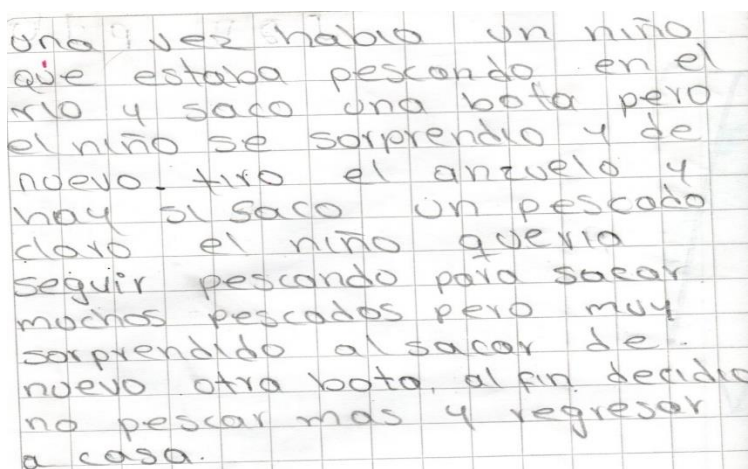 una vez habia un niño
que estaba pescando en el
rio y saco una bota pero
el niño se sorprendio y de
nuevo. tiro el anzuelo y
hay si saco un pescado
claro el niño queria
seguir pescando para sacar
muchos pescados pero muy
sorprendido al sacar de.
nuevo otra bota, al fin decidio
no pescar mas y regresar
a casa.